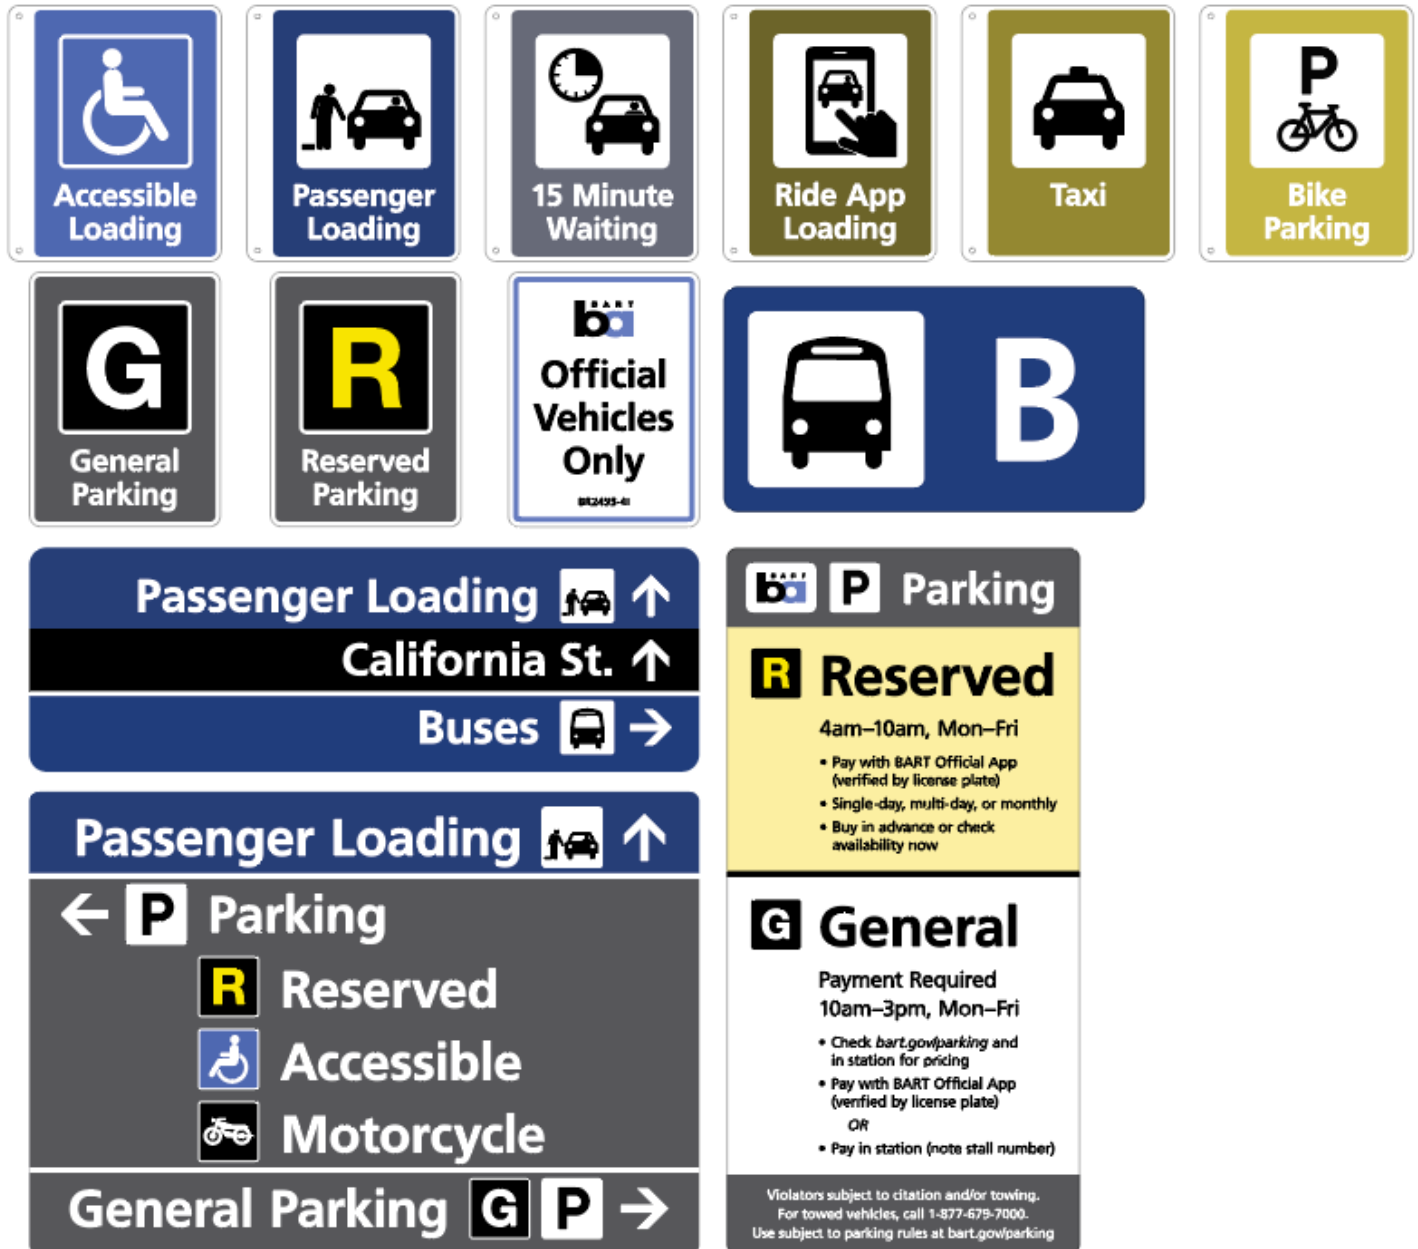 Accessible
Loading
Passenger
Loading
15 Minute
Waiting
Ride App
Loading
Taxi
P
Bike
Parking
G
General
Parking
R
Reserved
Parking
BART
ba
Official
Vehicles
Only
B
Passenger Loading
California St.
Buses
Passenger Loading
P Parking
R Reserved
Accessible
Motorcycle
General Parking G P
BART
ba P Parking
R Reserved
4am–10am, Mon–Fri
• Pay with BART Official App
(verified by license plate)
• Single-day, multi-day, or monthly
• Buy in advance or check
availability now
G General
Payment Required
10am–3pm, Mon–Fri
• Check bart.gov/parking and
in station for pricing
• Pay with BART Official App
(verified by license plate)
OR
• Pay in station (note stall number)
Violators subject to citation and/or towing.
For towed vehicles, call 1-877-679-7000.
Use subject to parking rules at bart.gov/parking